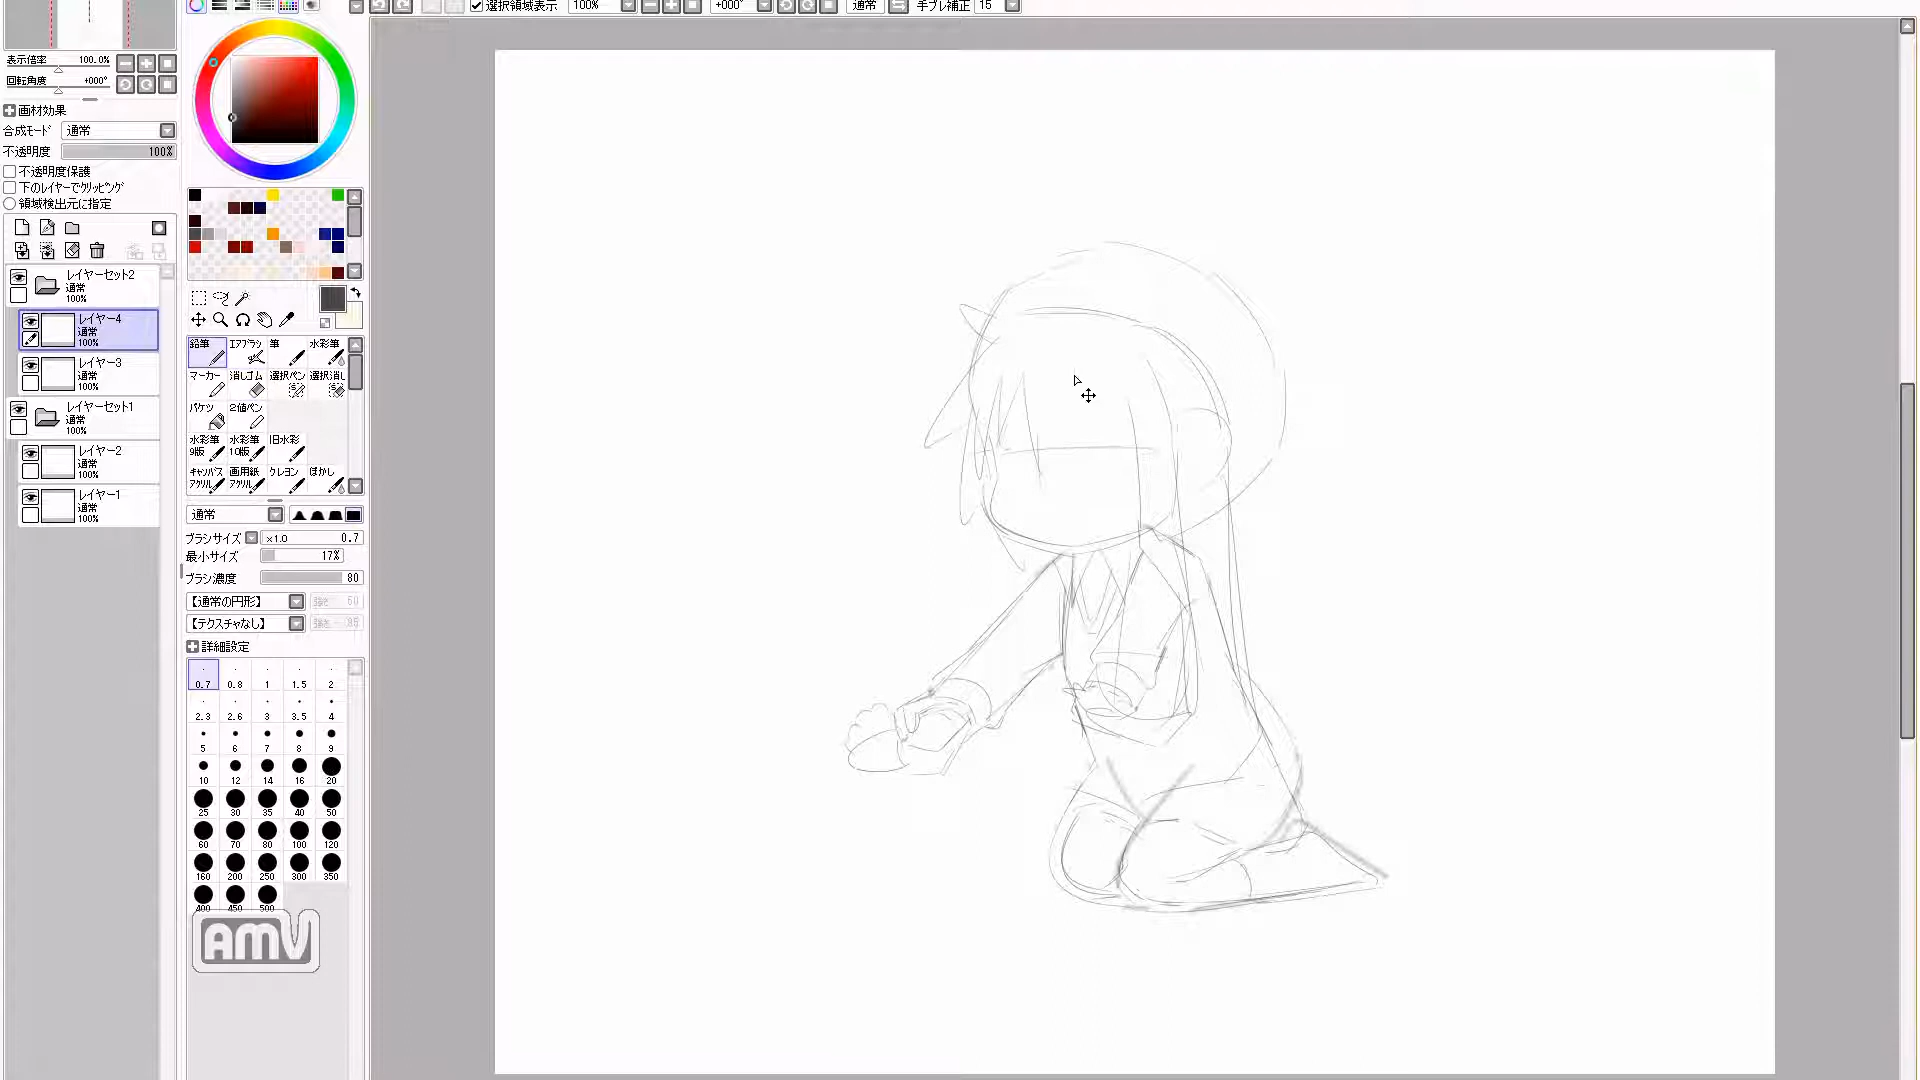 選択領域表示 100% +000° 通常 手ブレ補正 15
表示倍率 100.0%
回転角度 +000°
画材効果
合成モード 通常
不透明度 100%
不透明度保護
下のレイヤーでクリッピング
領域検出元に指定
レイヤーセット2
通常
100%
レイヤー4
通常
100%
レイヤー3
通常
100%
レイヤーセット1
通常
100%
レイヤー2
通常
100%
レイヤー1
通常
100%
鉛筆 エアブラシ 筆 水彩筆
マーカー 消しゴム 選択ペン 選択消し
バケツ 2値ペン
水彩筆 水彩筆 旧水彩
9版 10版
キャンバス 画用紙 クレヨン ぼかし
アクリル アクリル
通常
ブラシサイズ ×1.0 0.7
最小サイズ 17%
ブラシ濃度 80
【通常の円形】 強さ 50
【テクスチャなし】 強さ 95
詳細設定
0.7 0.8 1 1.5 2
2.3 2.6 3 3.5 4
5 6 7 8 9
10 12 14 16 20
25 30 35 40 50
60 70 80 100 120
160 200 250 300 350
400 450 500
AMV